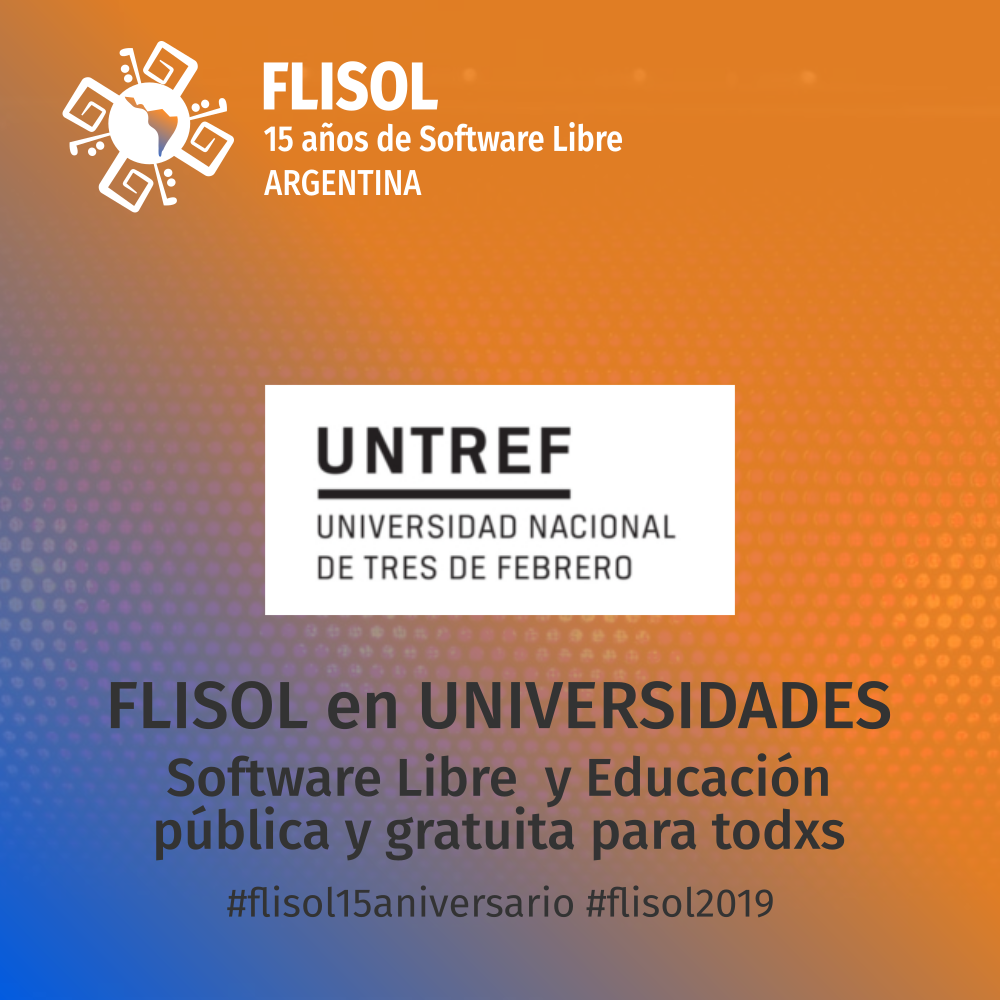 FLISOL
15 años de Software Libre
ARGENTINA
UNTREF
UNIVERSIDAD NACIONAL
DE TRES DE FEBRERO
FLISOL en UNIVERSIDADES
Software Libre  y Educación
pública y gratuita para todxs
#flisol15aniversario #flisol2019